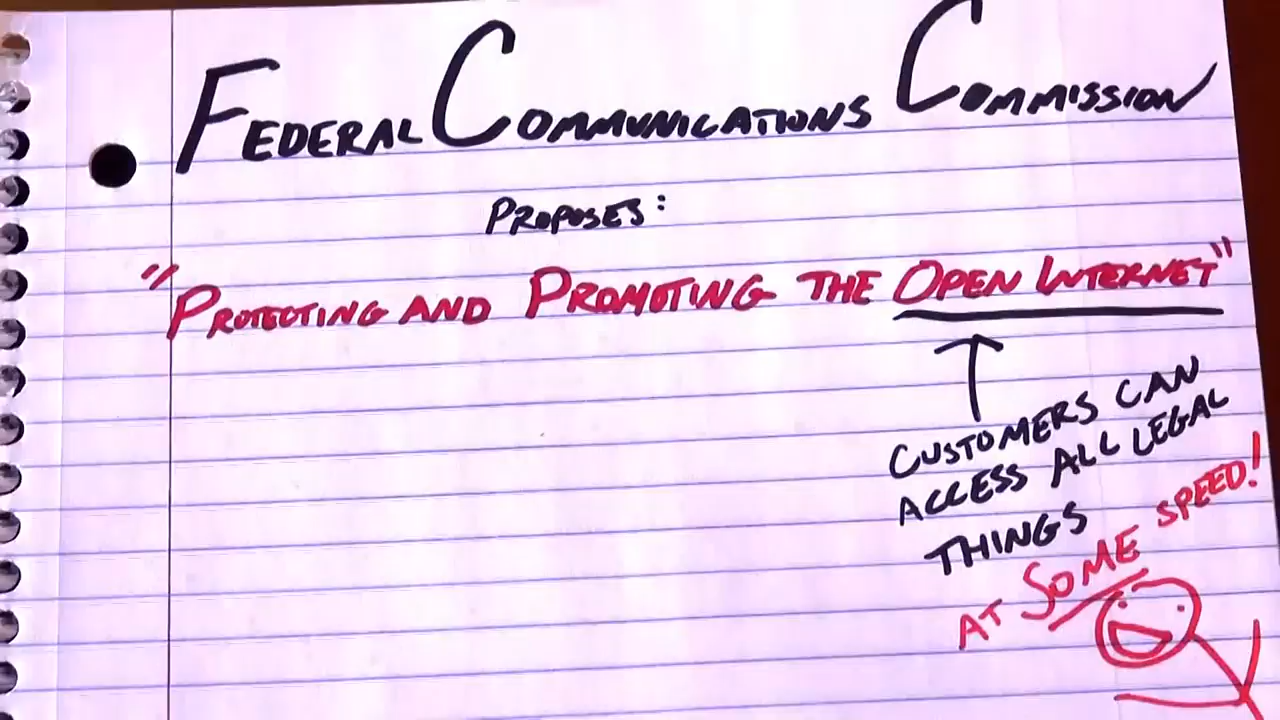 FEDERAL COMMUNICATIONS COMMISSION
PROPOSES:
"PROTECTING AND PROMOTING THE OPEN INTERNET"
CUSTOMERS CAN
ACCESS ALL LEGAL
THINGS
AT SOME SPEED!